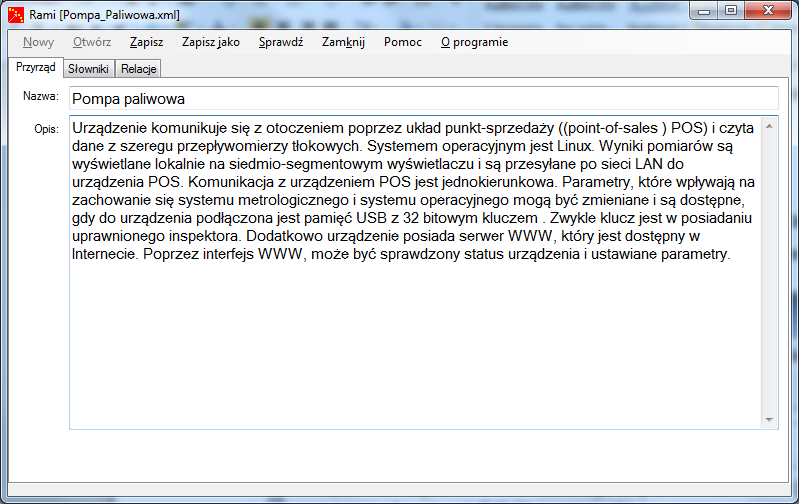 Rami [Pompa_Paliwowa.xml]
Nowy Otwórz Zapisz Zapisz jako Sprawdź Zamknij Pomoc O programie
Przyrząd Słowniki Relacje
Nazwa: Pompa paliwowa
Opis: Urządzenie komunikuje się z otoczeniem poprzez układ punkt-sprzedaży ((point-of-sales ) POS) i czyta
dane z szeregu przepływomierzy tłokowych. Systemem operacyjnym jest Linux. Wyniki pomiarów są
wyświetlane lokalnie na siedmio-segmentowym wyświetlaczu i są przesyłane po sieci LAN do
urządzenia POS. Komunikacja z urządzeniem POS jest jednokierunkowa. Parametry, które wpływają na
zachowanie się systemu metrologicznego i systemu operacyjnego mogą być zmieniane i są dostępne,
gdy do urządzenia podłączona jest pamięć USB z 32 bitowym kluczem . Zwykle klucz jest w posiadaniu
uprawnionego inspektora. Dodatkowo urządzenie posiada serwer WWW, który jest dostępny w
Internecie. Poprzez interfejs WWW, może być sprawdzony status urządzenia i ustawiane parametry.